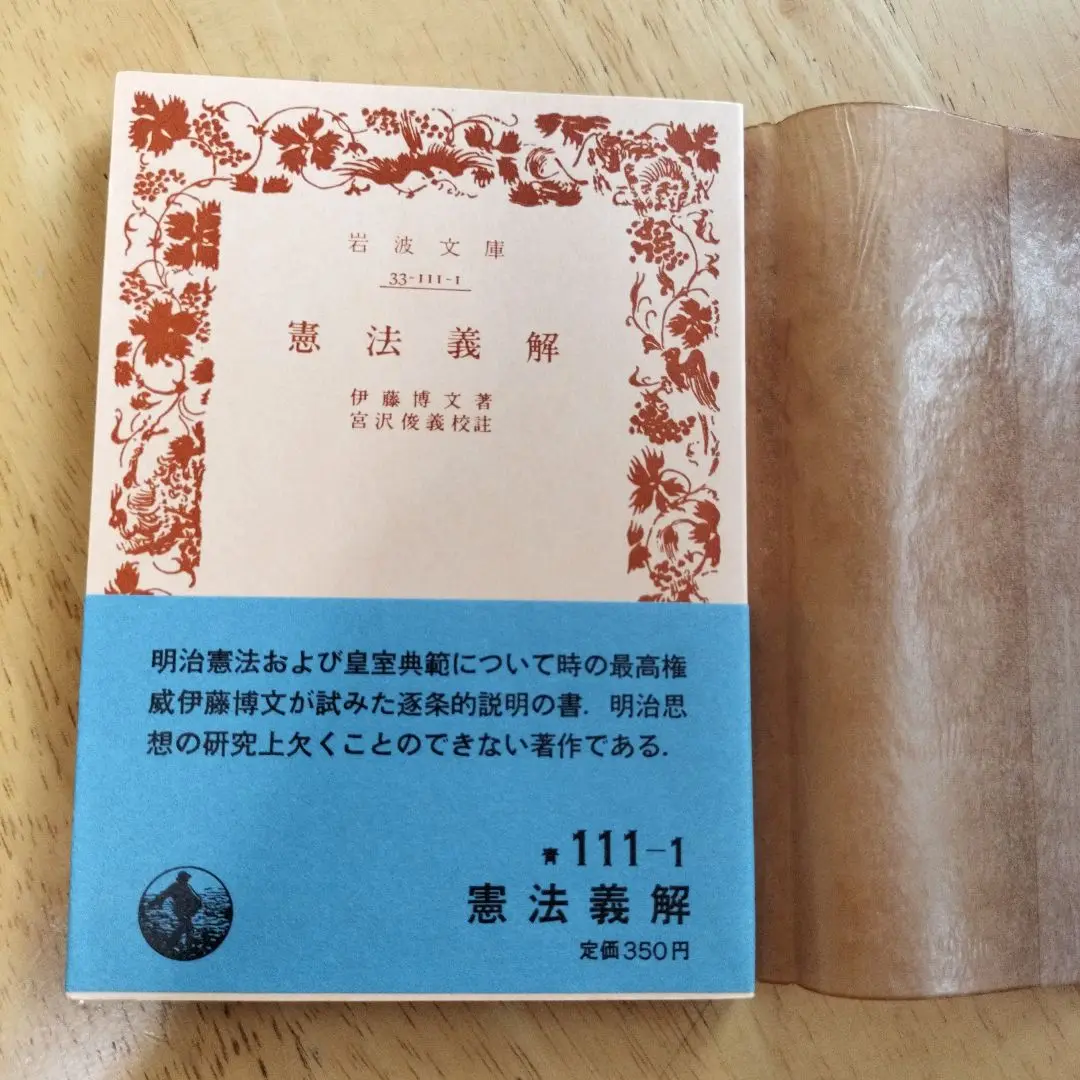 岩波文庫
33-111-1
憲法義解
伊藤博文著
宮沢俊義校註
明治憲法および皇室典範について時の最高権
威伊藤博文が試みた逐条的説明の書. 明治思
想の研究上欠くことのできない著作である.
青 111-1
憲法義解
定価350円